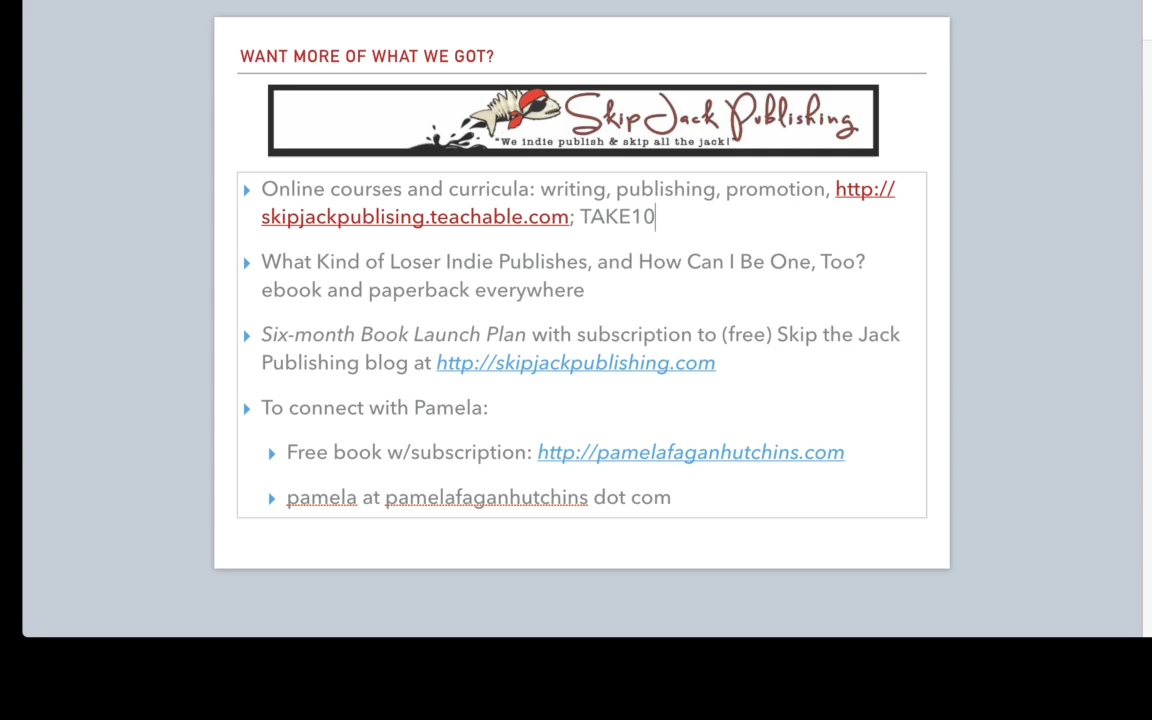 WANT MORE OF WHAT WE GOT?
SkipJack Publishing
"We indie publish & skip all the jack!"
Online courses and curricula: writing, publishing, promotion, http://
skipjackpublising.teachable.com; TAKE10
What Kind of Loser Indie Publishes, and How Can I Be One, Too?
ebook and paperback everywhere
Six-month Book Launch Plan with subscription to (free) Skip the Jack
Publishing blog at http://skipjackpublishing.com
To connect with Pamela:
Free book w/subscription: http://pamelafaganhutchins.com
pamela at pamelafaganhutchins dot com